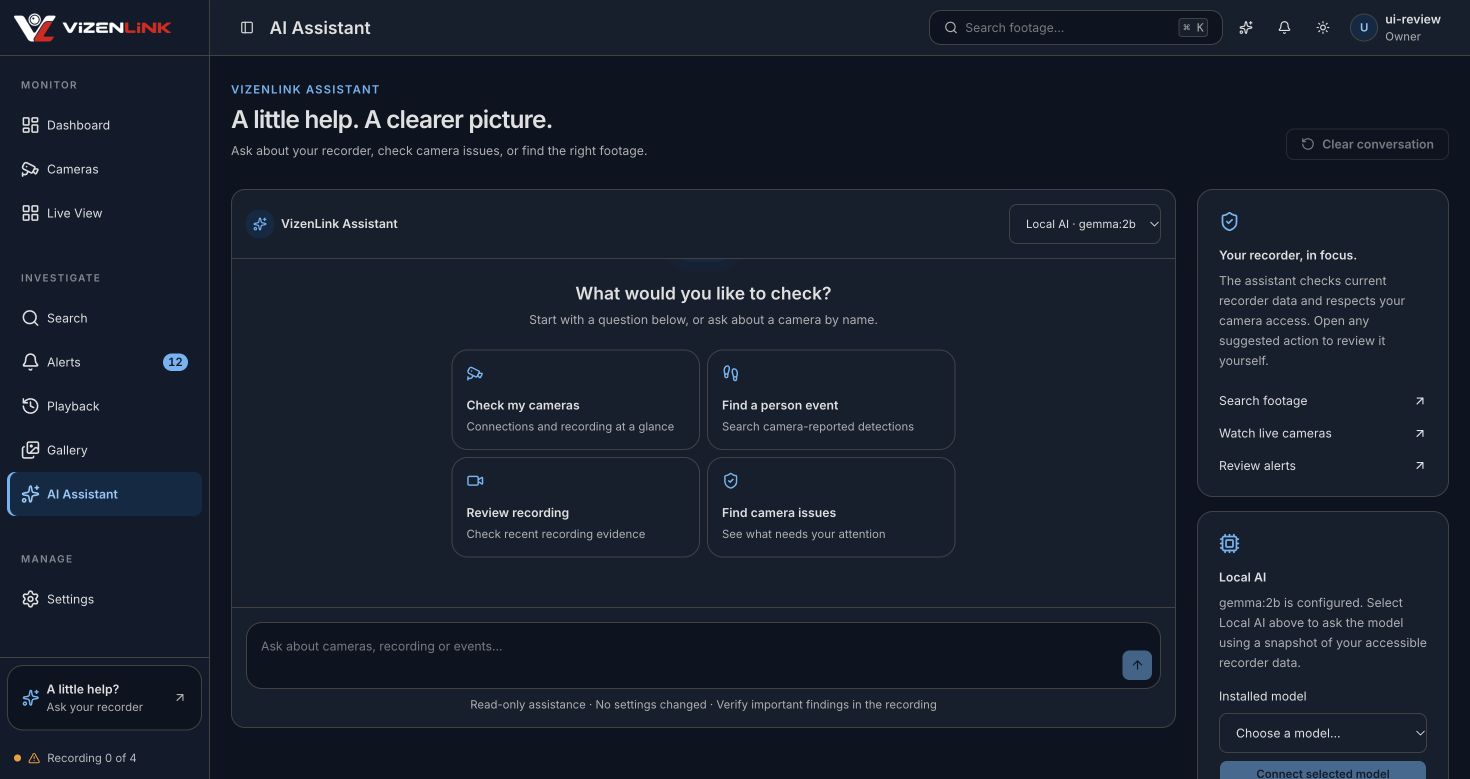 VIZENLINK
MONITOR
Dashboard
Cameras
Live View
INVESTIGATE
Search
Alerts
12
Playback
Gallery
AI Assistant
MANAGE
Settings
A little help?
Ask your recorder
Recording 0 of 4
AI Assistant
Search footage...
⌘ K
U
ui-review
Owner
VIZENLINK ASSISTANT
A little help. A clearer picture.
Ask about your recorder, check camera issues, or find the right footage.
Clear conversation
VizenLink Assistant
Local AI · gemma:2b
What would you like to check?
Start with a question below, or ask about a camera by name.
Check my cameras
Connections and recording at a glance
Find a person event
Search camera-reported detections
Review recording
Check recent recording evidence
Find camera issues
See what needs your attention
Ask about cameras, recording or events...
Read-only assistance · No settings changed · Verify important findings in the recording
Your recorder, in focus.
The assistant checks current
recorder data and respects your
camera access. Open any
suggested action to review it
yourself.
Search footage
Watch live cameras
Review alerts
Local AI
gemma:2b is configured. Select
Local AI above to ask the model
using a snapshot of your accessible
recorder data.
Installed model
Choose a model...
Connect selected model